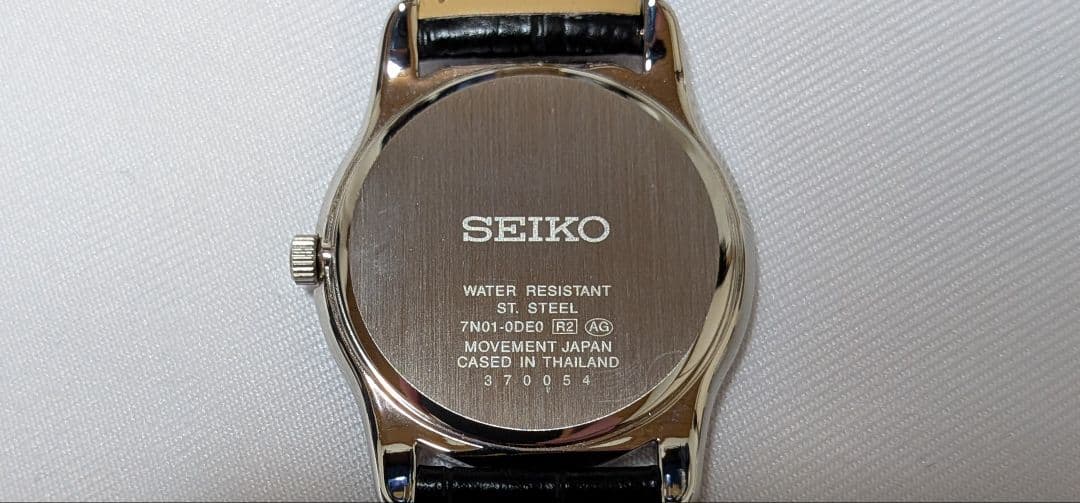 SEIKO
WATER RESISTANT
ST. STEEL
7N01-0DE0 R2 AG
MOVEMENT JAPAN
CASED IN THAILAND
370054